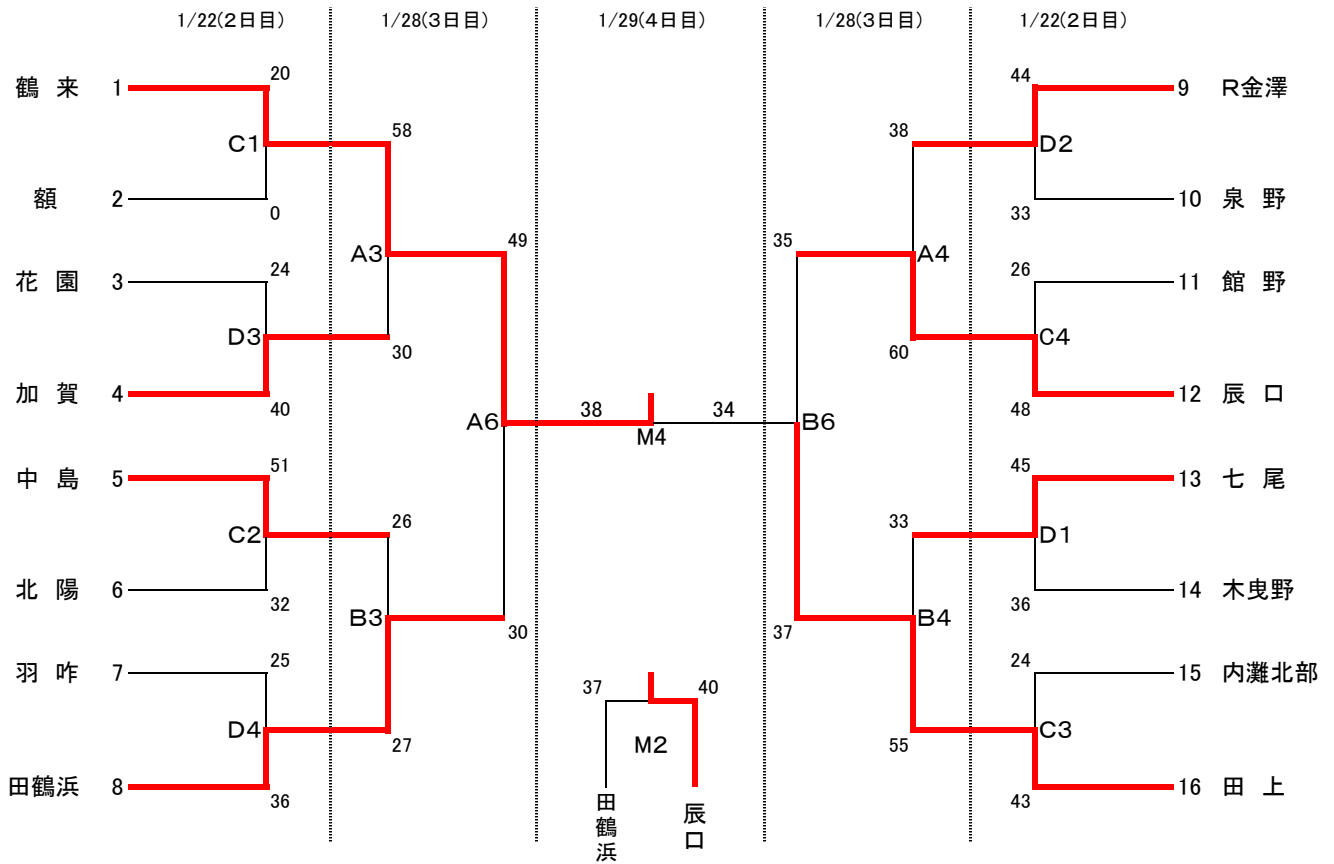 1/22(2日目) 1/28(3日目) 1/29(4日目) 1/28(3日目) 1/22(2日目)
20 44
鶴 来 1 9 R金澤
58 38
C1 D2
額 2 10 泉 野
0 33
49 35
A3 A4
24 26
花 園 3 11 館 野
D3 C4
30 60
加 賀 4 12 辰 口
40 48
38 34
A6 M4 B6
51 45
中 島 5 13 七 尾
26 33
C2 D1
北 陽 6 14 木曳野
32 36
B3 B4
30 37
25 24
羽 咋 7 15 内灘北部
37 40
D4 C3
27 M2 55
田鶴浜 8 16 田 上
36 43
田鶴浜 辰口